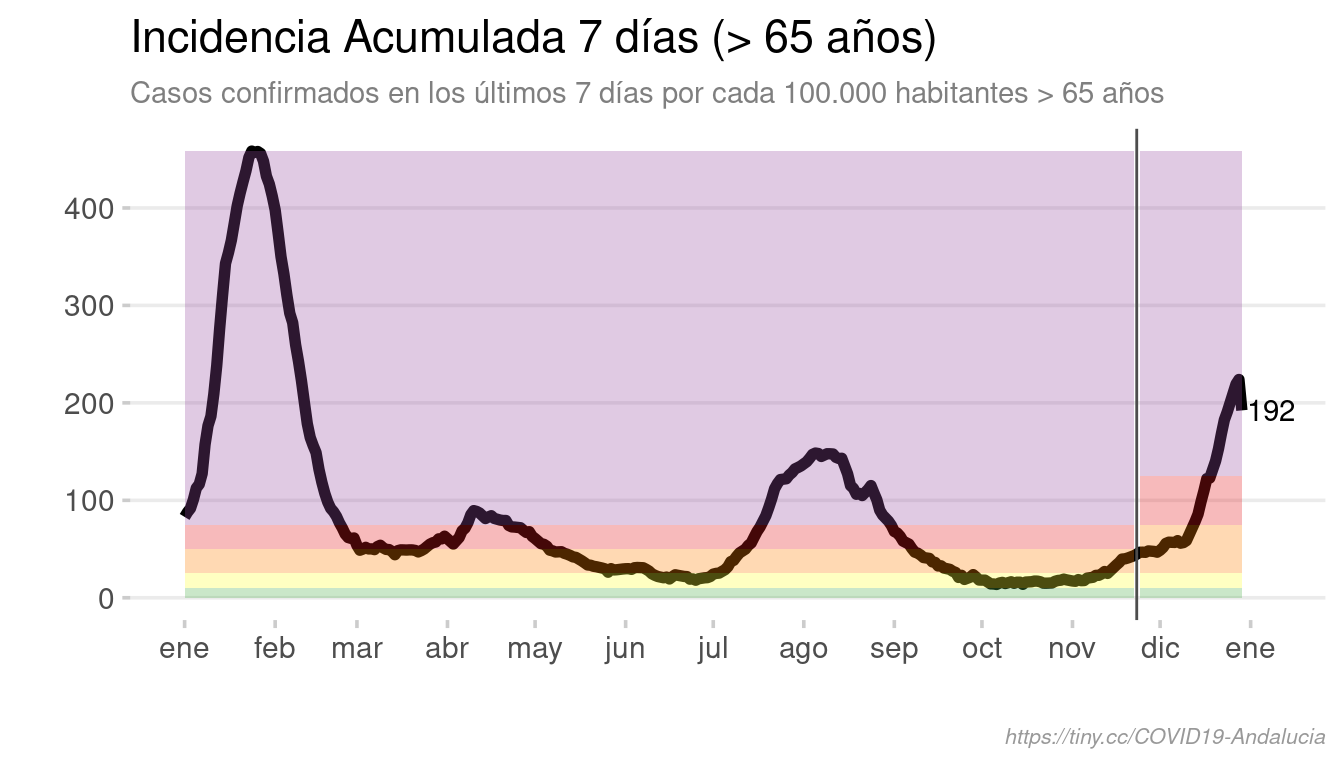 Incidencia Acumulada 7 días (> 65 años)
Casos confirmados en los últimos 7 días por cada 100.000 habitantes > 65 años
400
300
200
100
0
192
ene feb mar abr may jun jul ago sep oct nov dic ene
https://tiny.cc/COVID19-Andalucia